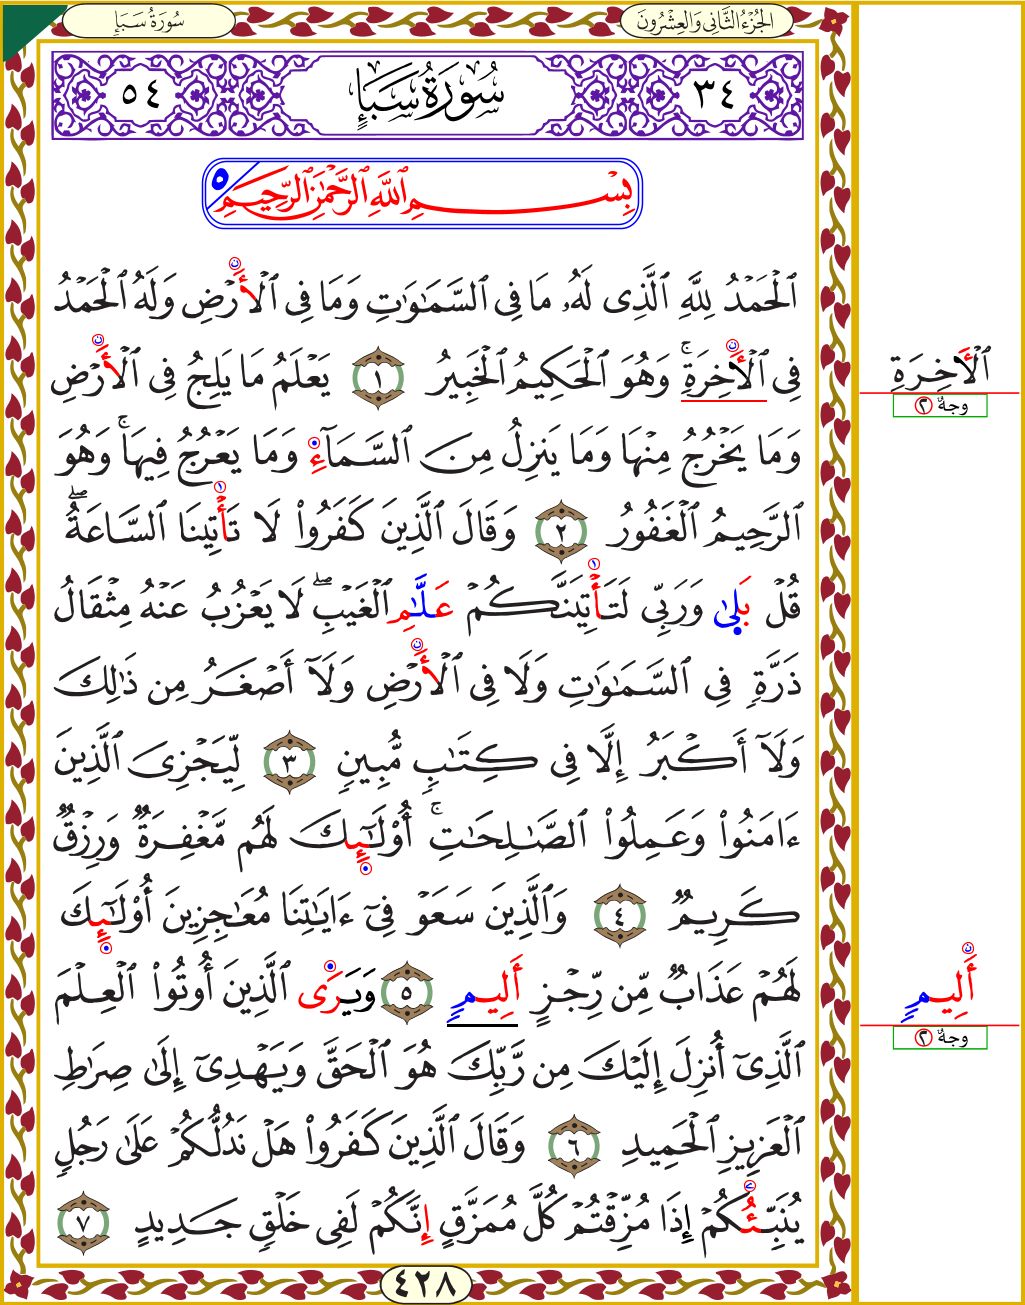 الجُزْءُ الثَّانِي وَالعِشْرُونَ
سُورَةُ سَبَإٍ
٣٤ سُورَةُ سَبَإٍ ٥٤
بِسْمِ ٱللَّهِ ٱلرَّحْمَٰنِ ٱلرَّحِيمِ ٥
ٱلْحَمْدُ لِلَّهِ ٱلَّذِى لَهُۥ مَا فِى ٱلسَّمَٰوَٰتِ وَمَا فِى ٱلْأَرْضِ وَلَهُ ٱلْحَمْدُ
فِى ٱلْأَخِرَةِۚ وَهُوَ ٱلْحَكِيمُ ٱلْخَبِيرُ ١ يَعْلَمُ مَا يَلِجُ فِى ٱلْأَرْضِ
وَمَا يَخْرُجُ مِنْهَا وَمَا يَنزِلُ مِنَ ٱلسَّمَآءِ وَمَا يَعْرُجُ فِيهَاۚ وَهُوَ
ٱلرَّحِيمُ ٱلْغَفُورُ ٢ وَقَالَ ٱلَّذِينَ كَفَرُوا۟ لَا تَأْتِينَا ٱلسَّاعَةُۖ
قُلْ بَلَىٰ وَرَبِّى لَتَأْتِيَنَّكُمْ عَلَّٰمِ ٱلْغَيْبِۖ لَا يَعْزُبُ عَنْهُ مِثْقَالُ
ذَرَّةٍ فِى ٱلسَّمَٰوَٰتِ وَلَا فِى ٱلْأَرْضِ وَلَآ أَصْغَرُ مِن ذَٰلِكَ
وَلَآ أَكْبَرُ إِلَّا فِى كِتَٰبٍ مُّبِينٍ ٣ لِّيَجْزِىَ ٱلَّذِينَ
ءَامَنُوا۟ وَعَمِلُوا۟ ٱلصَّٰلِحَٰتِۚ أُو۟لَٰٓئِكَ لَهُم مَّغْفِرَةٌ وَرِزْقٌ
كَرِيمٌ ٤ وَٱلَّذِينَ سَعَوْ فِىٓ ءَايَٰتِنَا مُعَٰجِزِينَ أُو۟لَٰٓئِكَ
لَهُمْ عَذَابٌ مِّن رِّجْزٍ أَلِيمٍ ٥ وَيَرَى ٱلَّذِينَ أُوتُوا۟ ٱلْعِلْمَ
ٱلَّذِىٓ أُنزِلَ إِلَيْكَ مِن رَّبِّكَ هُوَ ٱلْحَقَّ وَيَهْدِىٓ إِلَىٰ صِرَٰطِ
ٱلْعَزِيزِ ٱلْحَمِيدِ ٦ وَقَالَ ٱلَّذِينَ كَفَرُوا۟ هَلْ نَدُلُّكُمْ عَلَىٰ رَجُلٍ
يُنَبِّئُكُمْ إِذَا مُزِّقْتُمْ كُلَّ مُمَزَّقٍ إِنَّكُمْ لَفِى خَلْقٍ جَدِيدٍ ٧
٤٢٨
ٱلْأَخِرَةِ
وجهٌ ٢
أَلِيمٍ
وجهٌ ٢